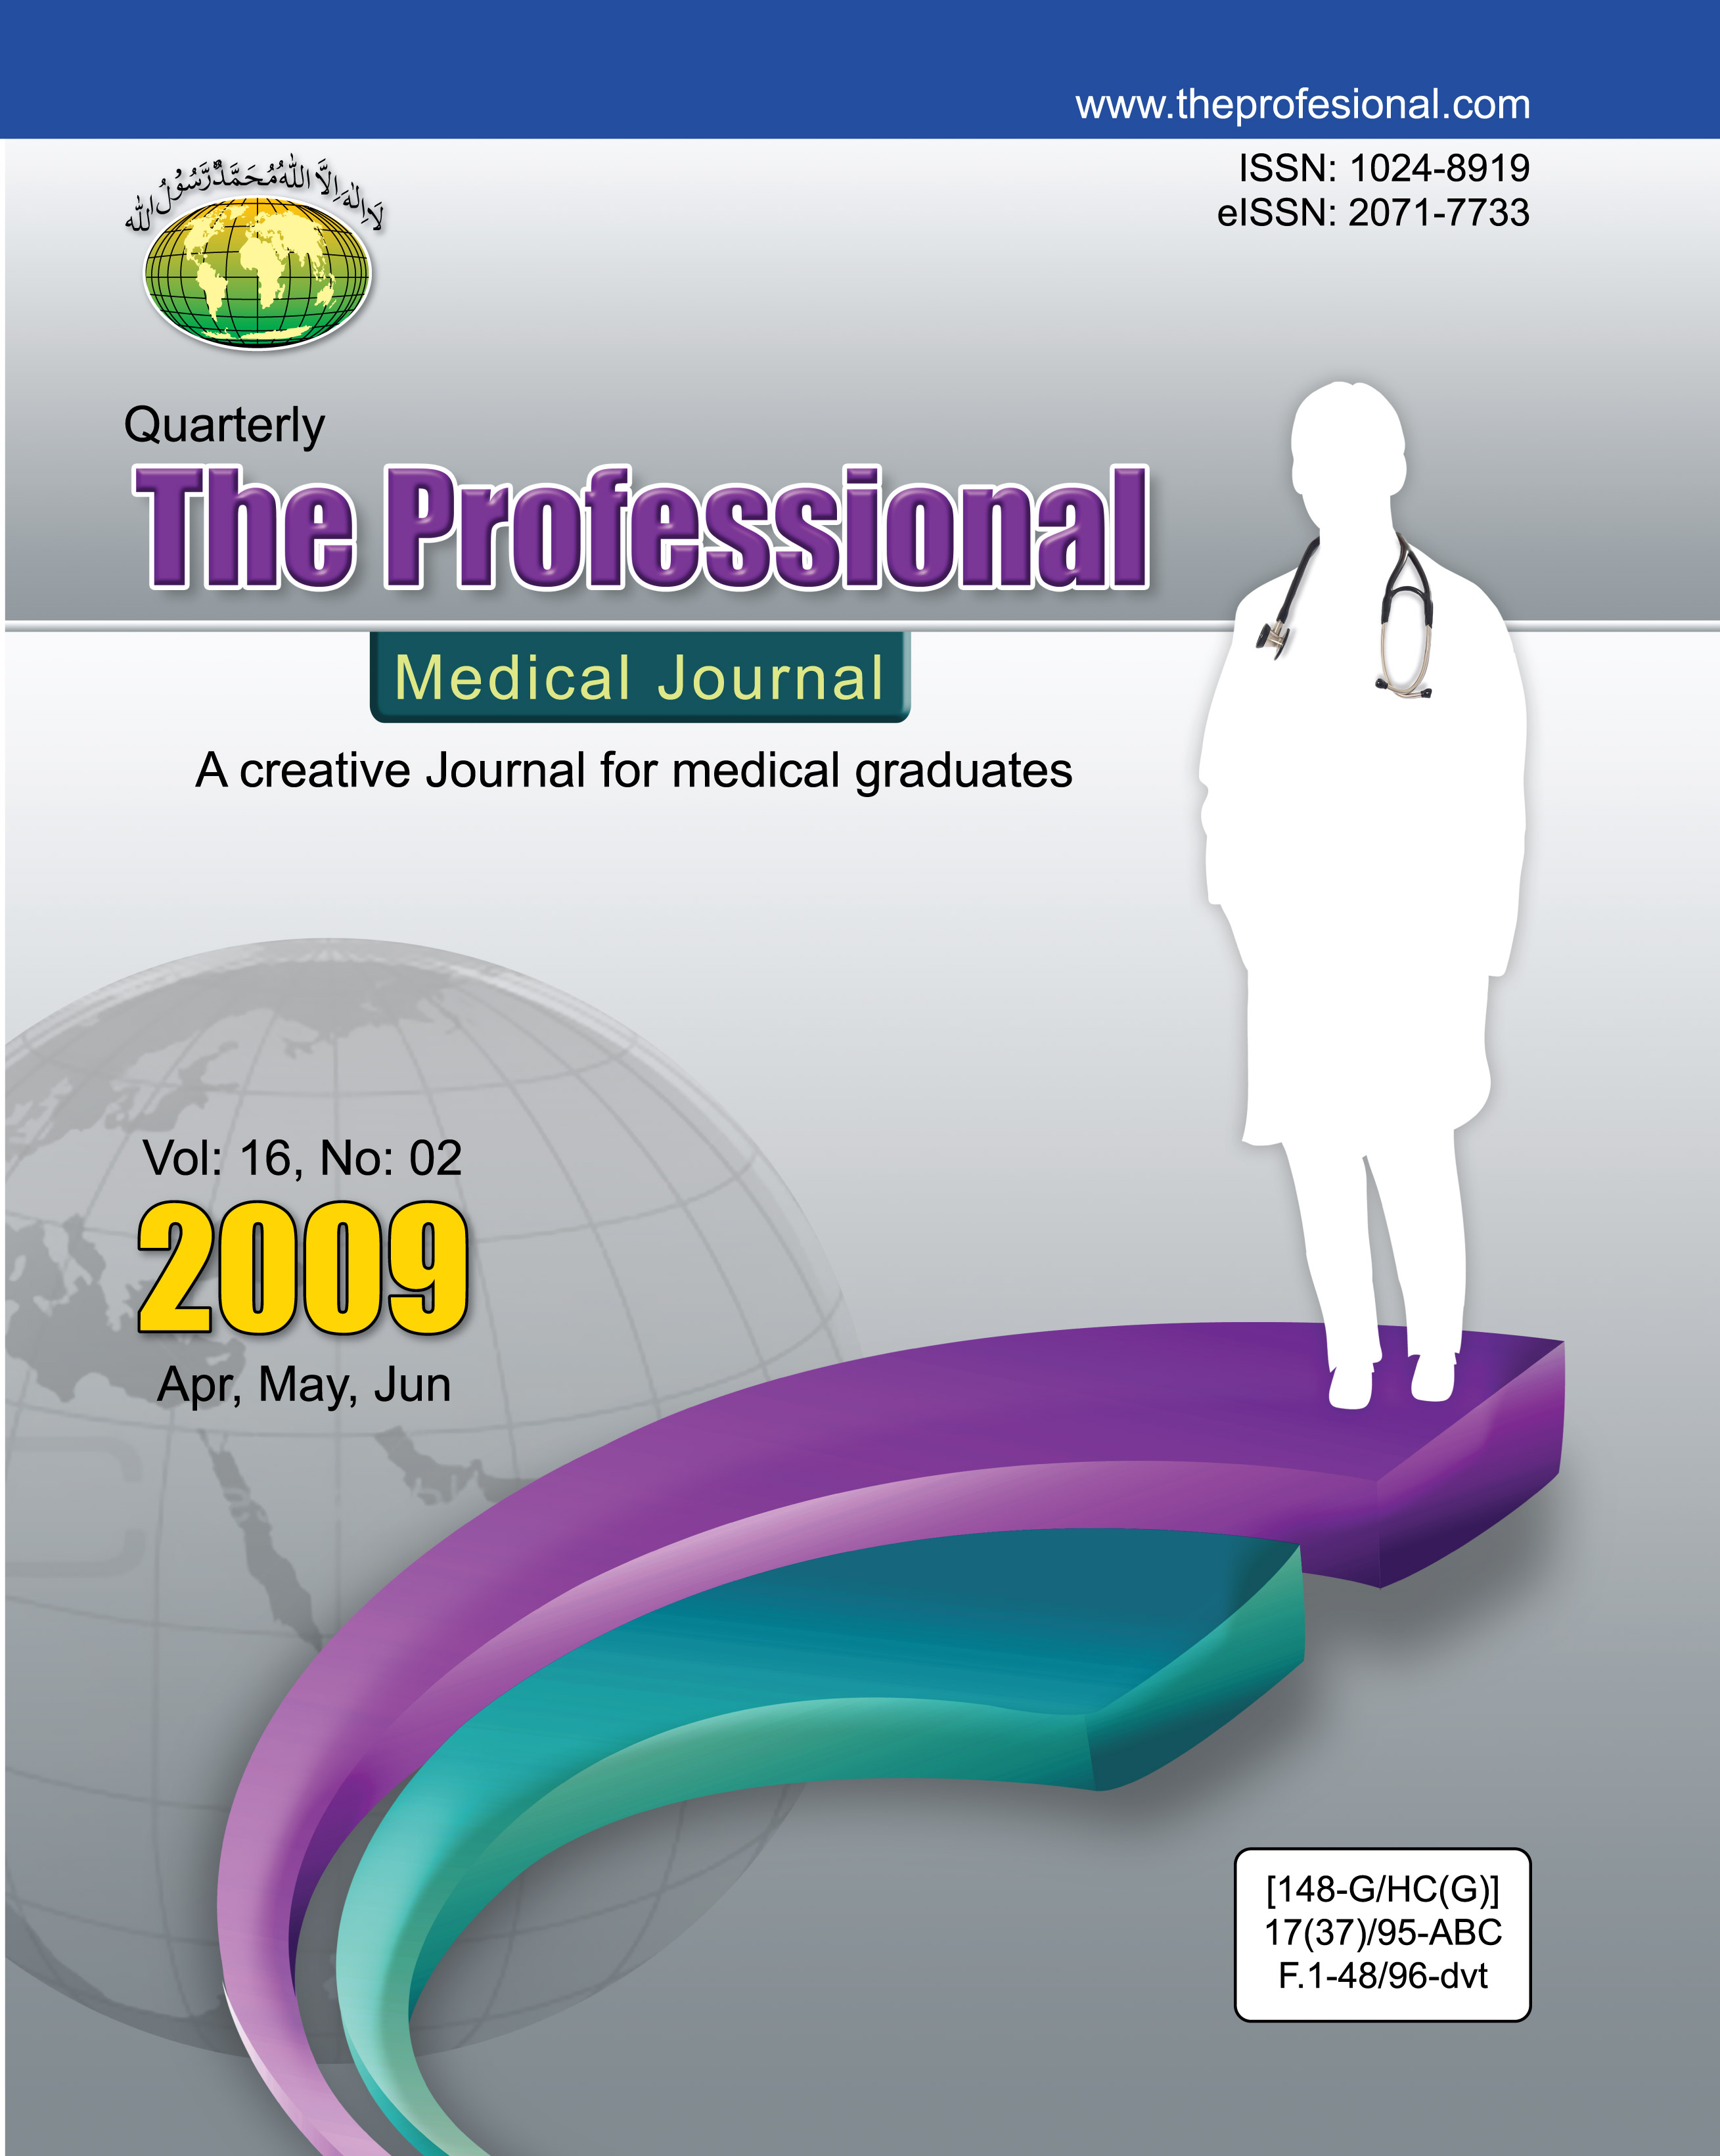 www.theprofesional.com
ISSN: 1024-8919
eISSN: 2071-7733
لَا اِلٰهَ اِلَّا اللّٰهُ مُحَمَّدٌ رَّسُوْلُ اللّٰه
Quarterly
The Professional
Medical Journal
A creative Journal for medical graduates
Vol: 16, No: 02
2009
Apr, May, Jun
[148-G/HC(G)]
17(37)/95-ABC
F.1-48/96-dvt